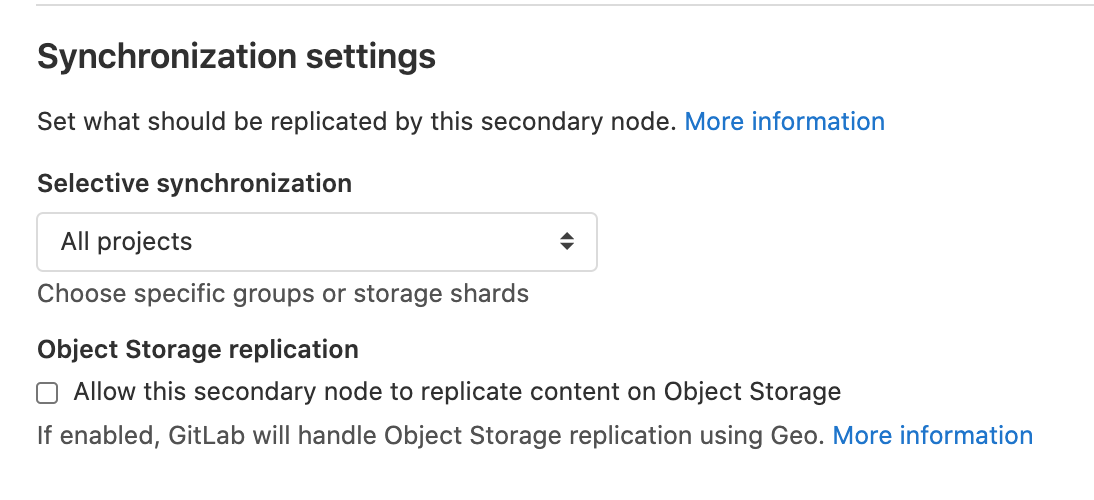 Synchronization settings
Set what should be replicated by this secondary node. More information
Selective synchronization
All projects
Choose specific groups or storage shards
Object Storage replication
Allow this secondary node to replicate content on Object Storage
If enabled, GitLab will handle Object Storage replication using Geo. More information